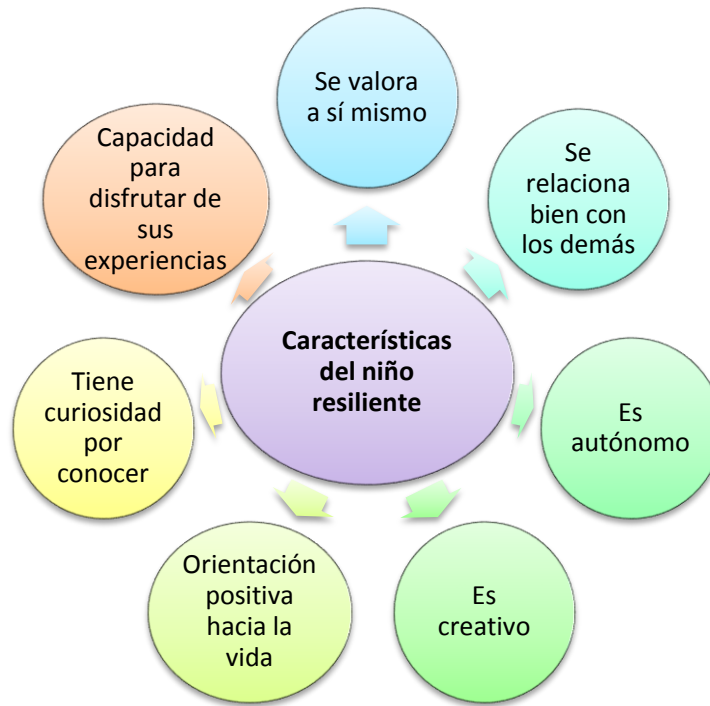 Se valora
a sí mismo
Se
relaciona
bien con
los demás
Es
autónomo
Es
creativo
Orientación
positiva
hacia la
vida
Tiene
curiosidad
por
conocer
Capacidad
para
disfrutar de
sus
experiencias
Característícas
del niño
resiliente